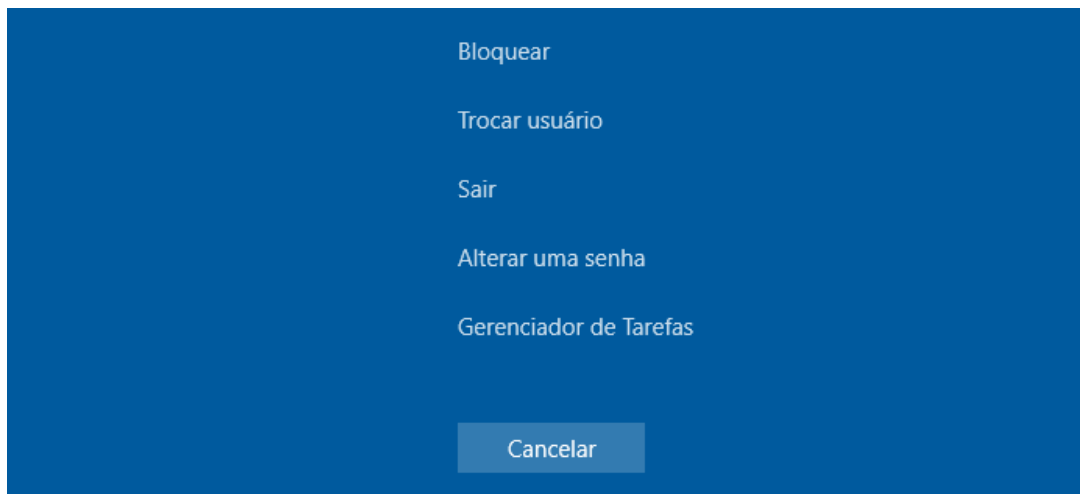 Bloquear
Trocar usuário
Sair
Alterar uma senha
Gerenciador de Tarefas
Cancelar